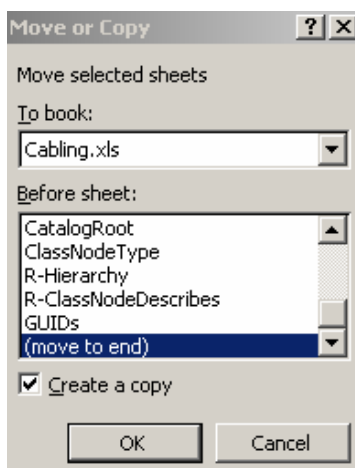 Move or Copy
Move selected sheets
To book:
Cabling.xls
Before sheet:
CatalogRoot
ClassNodeType
R-Hierarchy
R-ClassNodeDescribes
GUIDs
(move to end)
Create a copy
OK Cancel